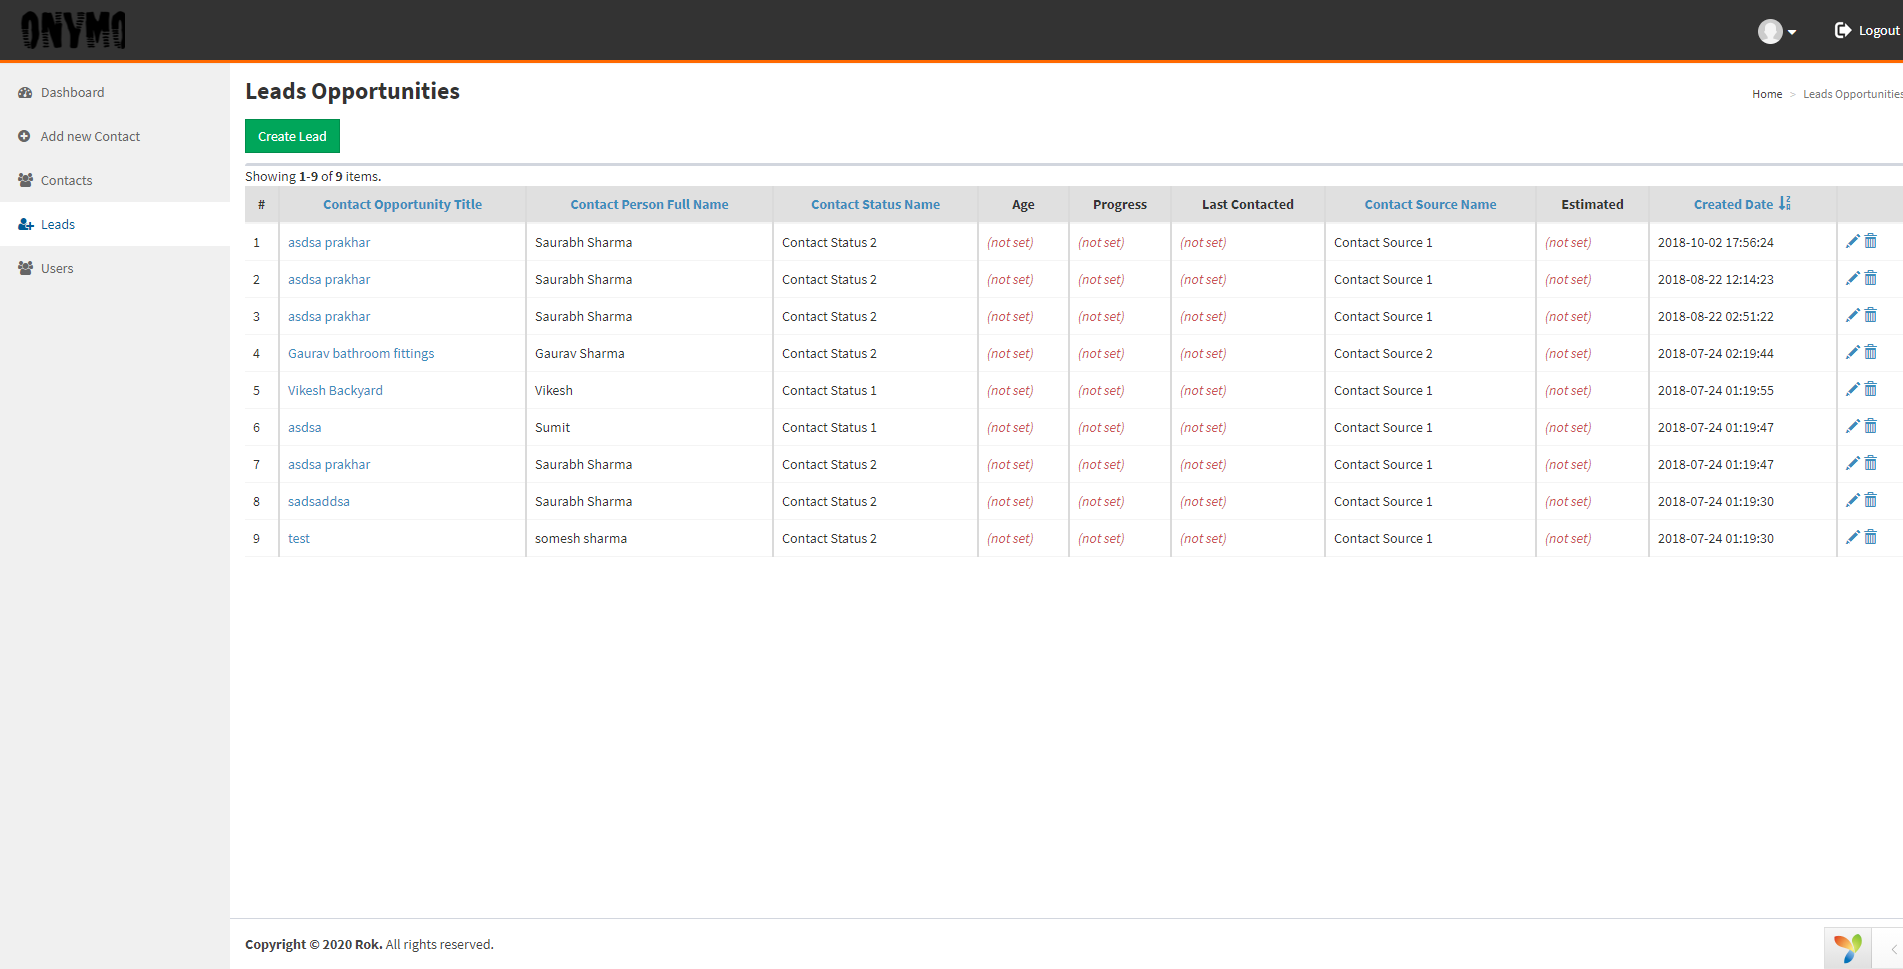 ONYMO
Logout
Dashboard
Add new Contact
Contacts
Leads
Users
Leads Opportunities
Home > Leads Opportunities
Create Lead
Showing 1-9 of 9 items.
# Contact Opportunity Title Contact Person Full Name Contact Status Name Age Progress Last Contacted Contact Source Name Estimated Created Date
1 asdsa prakhar Saurabh Sharma Contact Status 2 (not set) (not set) (not set) Contact Source 1 (not set) 2018-10-02 17:56:24
2 asdsa prakhar Saurabh Sharma Contact Status 2 (not set) (not set) (not set) Contact Source 1 (not set) 2018-08-22 12:14:23
3 asdsa prakhar Saurabh Sharma Contact Status 2 (not set) (not set) (not set) Contact Source 1 (not set) 2018-08-22 02:51:22
4 Gaurav bathroom fittings Gaurav Sharma Contact Status 2 (not set) (not set) (not set) Contact Source 2 (not set) 2018-07-24 02:19:44
5 Vikesh Backyard Vikesh Contact Status 1 (not set) (not set) (not set) Contact Source 1 (not set) 2018-07-24 01:19:55
6 asdsa Sumit Contact Status 1 (not set) (not set) (not set) Contact Source 1 (not set) 2018-07-24 01:19:47
7 asdsa prakhar Saurabh Sharma Contact Status 2 (not set) (not set) (not set) Contact Source 1 (not set) 2018-07-24 01:19:47
8 sadsaddsa Saurabh Sharma Contact Status 2 (not set) (not set) (not set) Contact Source 1 (not set) 2018-07-24 01:19:30
9 test somesh sharma Contact Status 2 (not set) (not set) (not set) Contact Source 1 (not set) 2018-07-24 01:19:30
Copyright © 2020 Rok. All rights reserved.